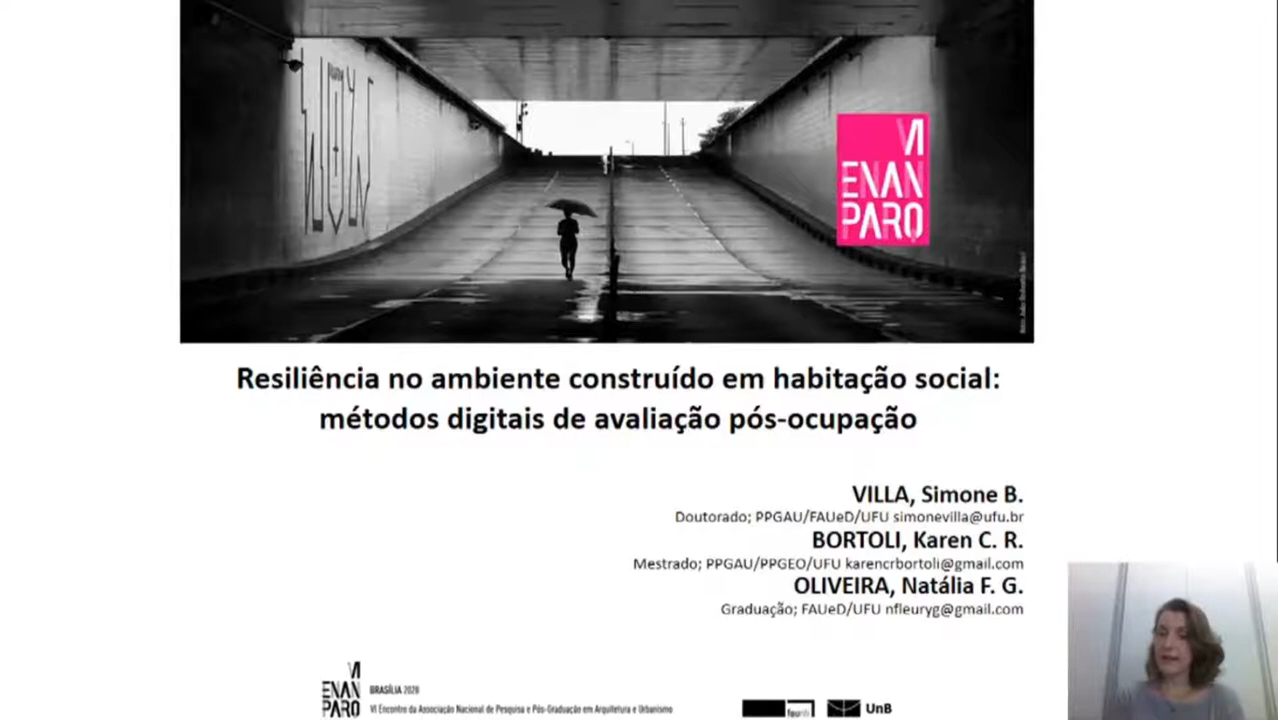 VI
ENAN
PARQ
Resiliência no ambiente construído em habitação social:
métodos digitais de avaliação pós-ocupação
VILLA, Simone B.
Doutorado; PPGAU/FAUeD/UFU simonevilla@ufu.br
BORTOLI, Karen C. R.
Mestrado; PPGAU/PPGEO/UFU karencrbortoli@gmail.com
OLIVEIRA, Natália F. G.
Graduação; FAUeD/UFU nfleuryg@gmail.com
VI
ENAN
PARQ
BRASÍLIA 2020
VI Encontro da Associação Nacional de Pesquisa e Pós-Graduação em Arquitetura e Urbanismo
UnB